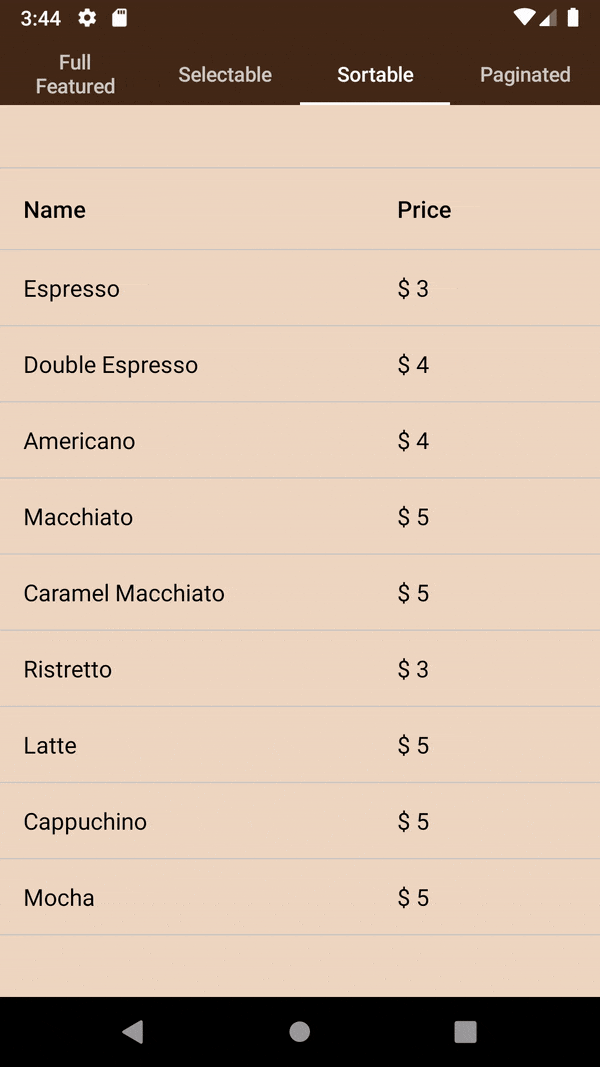 3:44
Full
Featured
Selectable
Sortable
Paginated
Name Price
Espresso $ 3
Double Espresso $ 4
Americano $ 4
Macchiato $ 5
Caramel Macchiato $ 5
Ristretto $ 3
Latte $ 5
Cappuchino $ 5
Mocha $ 5